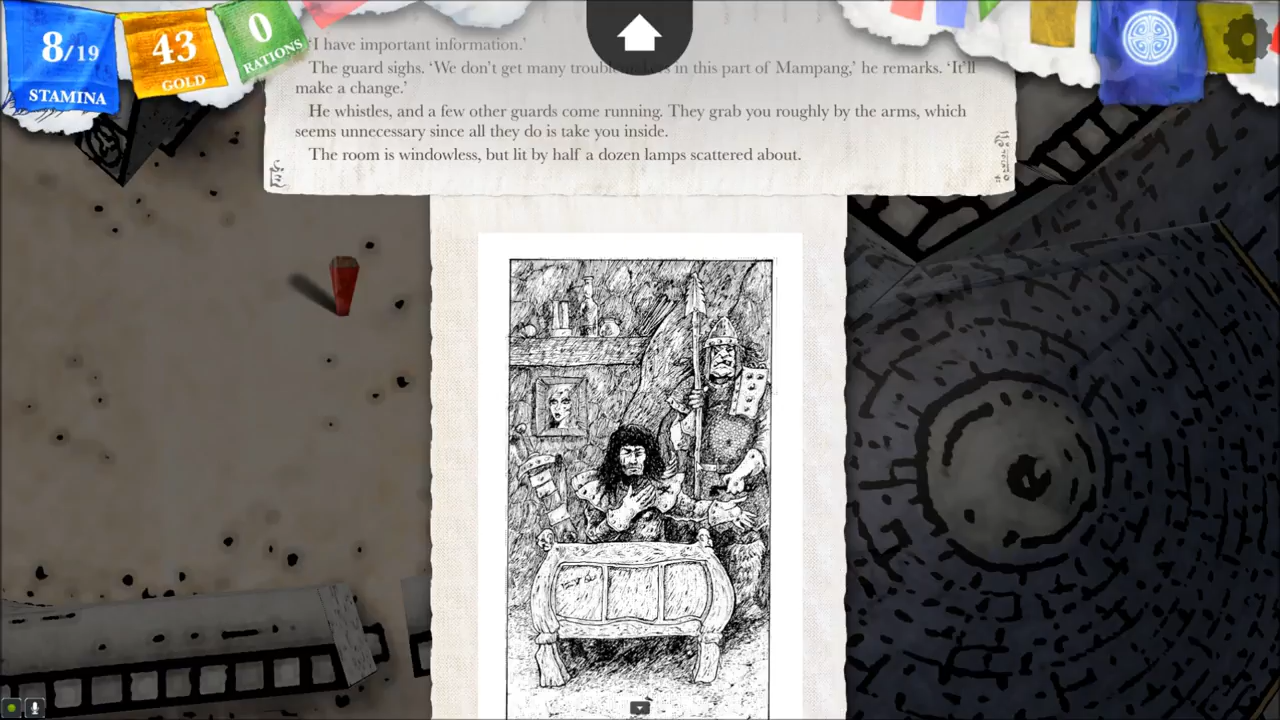 8/19
STAMINA
43
GOLD
0
RATIONS
'I have important information.'
The guard sighs. 'We don't get many troublemakers in this part of Mampang,' he remarks. 'It'll
make a change.'
He whistles, and a few other guards come running. They grab you roughly by the arms, which
seems unnecessary since all they do is take you inside.
The room is windowless, but lit by half a dozen lamps scattered about.